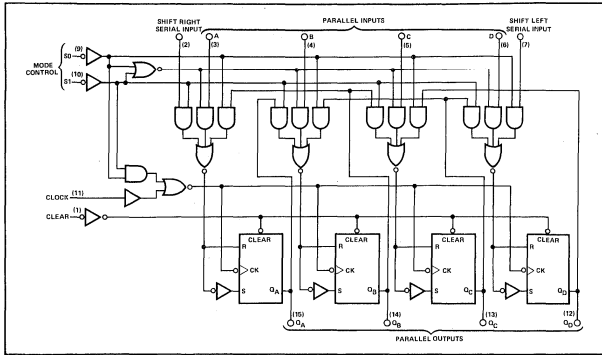 SHIFT RIGHT SERIAL INPUT
PARALLEL INPUTS
SHIFT LEFT SERIAL INPUT
A
B
C
D
(2)
(3)
(4)
(5)
(6)
(7)
MODE CONTROL
S0
(9)
S1
(10)
CLOCK
(11)
CLEAR
(1)
CLEAR
CLEAR
CLEAR
CLEAR
R
R
R
R
CK
CK
CK
CK
S
S
S
S
QA
QB
QC
QD
(15)
(14)
(13)
(12)
QA
QB
QC
QD
PARALLEL OUTPUTS